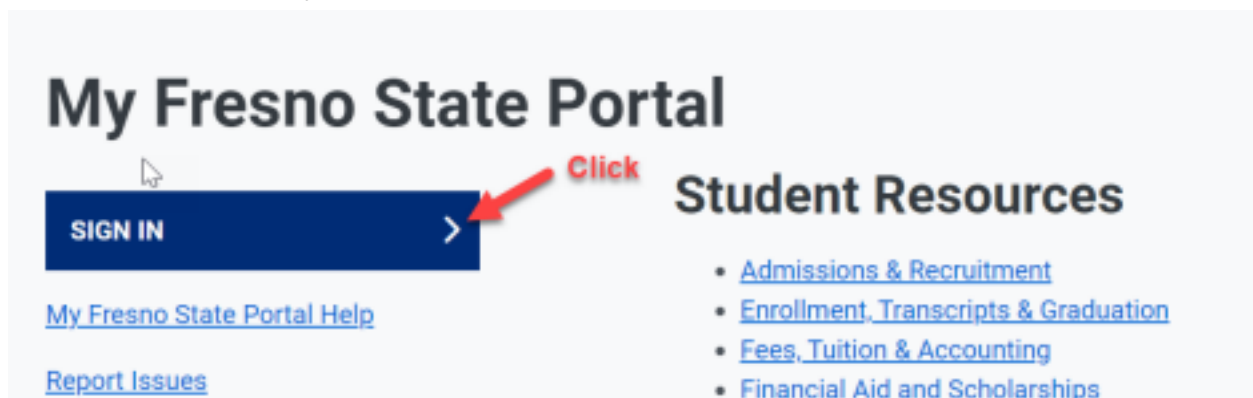 My Fresno State Portal
Click
SIGN IN
My Fresno State Portal Help
Report Issues
Student Resources
Admissions & Recruitment
Enrollment, Transcripts & Graduation
Fees, Tuition & Accounting
Financial Aid and Scholarships